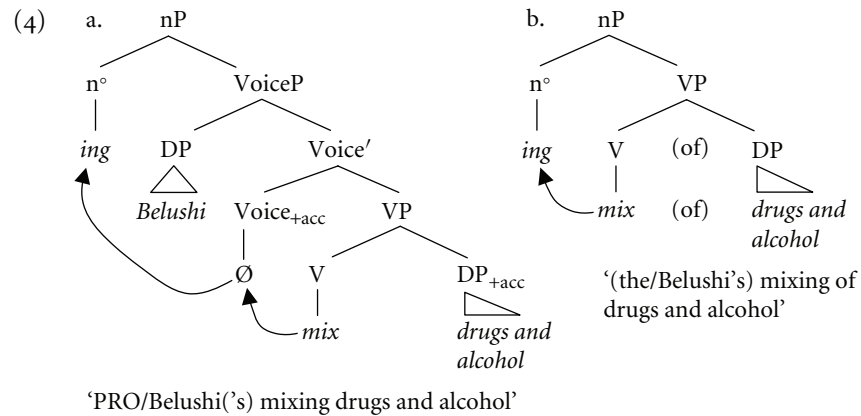 (4) a. nP b. nP
n° VoiceP n° VP
ing DP Voice′ ing V (of) DP
Belushi Voice+acc VP mix (of) drugs and
alcohol
Ø V DP+acc ‘(the/Belushi’s) mixing of
mix drugs and drugs and alcohol’
alcohol
‘PRO/Belushi(’s) mixing drugs and alcohol’